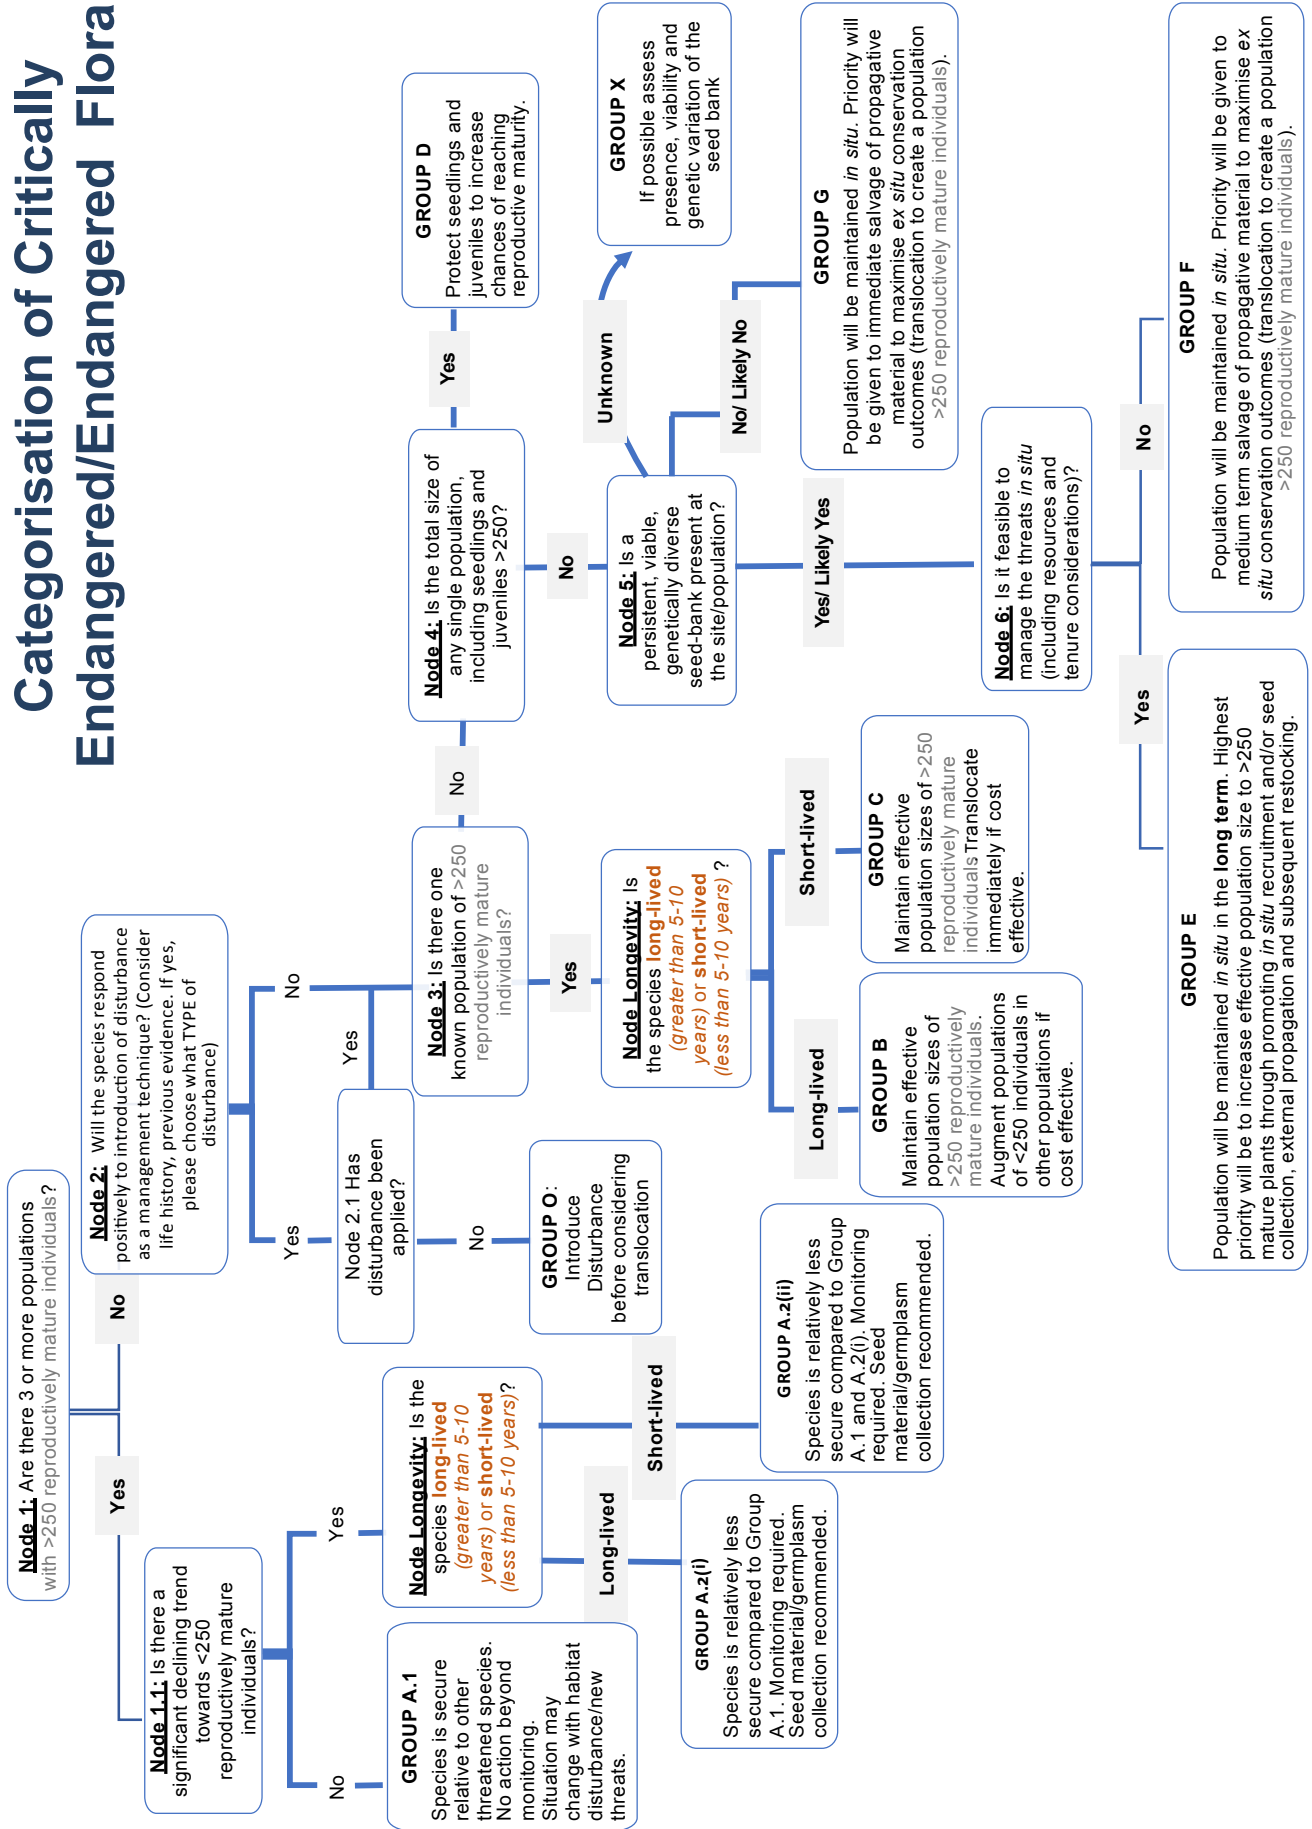 Categorisation of Critically
Endangered/Endangered Flora
Node 1: Are there 3 or more populations
with >250 reproductively mature individuals?
Yes
No
Node 1.1: Is there a
significant declining trend
towards <250
reproductively mature
individuals?
No
Yes
GROUP A.1
Species is secure
relative to other
threatened species.
No action beyond
monitoring.
Situation may
change with habitat
disturbance/new
threats.
Node Longevity: Is the
species long-lived
(greater than 5-10
years) or short-lived
(less than 5-10 years)?
Long-lived
Short-lived
GROUP A.2(i)
Species is relatively less
secure compared to Group
A.1. Monitoring required.
Seed material/germplasm
collection recommended.
GROUP A.2(ii)
Species is relatively less
secure compared to Group
A.1 and A.2(i). Monitoring
required. Seed
material/germplasm
collection recommended.
Node 2: Will the species respond
positively to introduction of disturbance
as a management technique? (Consider
life history, previous evidence. If yes,
please choose what TYPE of
disturbance)
Yes
No
Node 2.1 Has
disturbance been
applied?
Yes
No
GROUP O:
Introduce
Disturbance
before considering
translocation
Node 3: Is there one
known population of >250
reproductively mature
individuals?
Yes
No
Node Longevity: Is
the species long-lived
(greater than 5-10
years) or short-lived
(less than 5-10 years) ?
Long-lived
Short-lived
GROUP B
Maintain effective
population sizes of
>250 reproductively
mature individuals.
Augment populations
of <250 individuals in
other populations if
cost effective.
GROUP C
Maintain effective
population sizes of >250
reproductively mature
individuals Translocate
immediately if cost
effective.
Node 4: Is the total size of
any single population,
including seedlings and
juveniles >250?
Yes
No
GROUP D
Protect seedlings and
juveniles to increase
chances of reaching
reproductive maturity.
Node 5: Is a
persistent, viable,
genetically diverse
seed-bank present at
the site/population?
Unknown
No/ Likely No
Yes/ Likely Yes
GROUP X
If possible assess
presence, viability and
genetic variation of the
seed bank
GROUP G
Population will be maintained in situ. Priority will
be given to immediate salvage of propagative
material to maximise ex situ conservation
outcomes (translocation to create a population
>250 reproductively mature individuals).
Node 6: Is it feasible to
manage the threats in situ
(including resources and
tenure considerations)?
Yes
No
GROUP E
Population will be maintained in situ in the long term. Highest
priority will be to increase effective population size to >250
mature plants through promoting in situ recruitment and/or seed
collection, external propagation and subsequent restocking.
GROUP F
Population will be maintained in situ. Priority will be given to
medium term salvage of propagative material to maximise ex
situ conservation outcomes (translocation to create a population
>250 reproductively mature individuals).